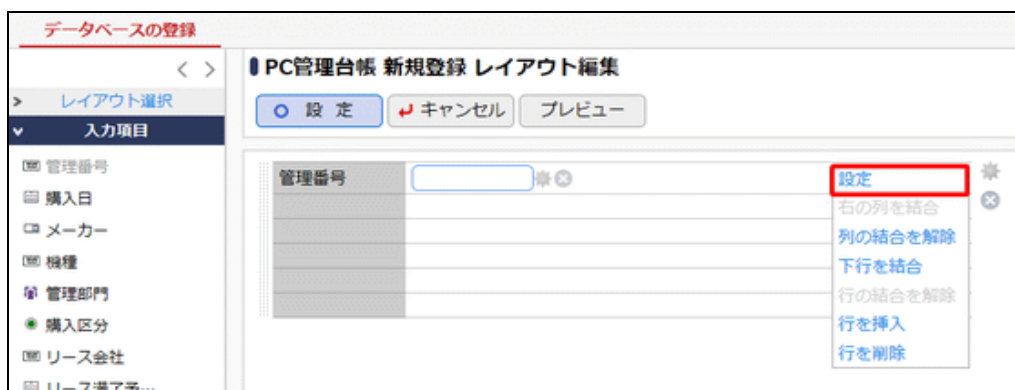 データベースの登録
レイアウト選択
入力項目
管理番号
購入日
メーカー
機種
管理部門
購入区分
リース会社
リース満了予…
PC管理台帳 新規登録 レイアウト編集
設 定
キャンセル
プレビュー
管理番号
設定
右の列を結合
列の結合を解除
下行を結合
行の結合を解除
行を挿入
行を削除